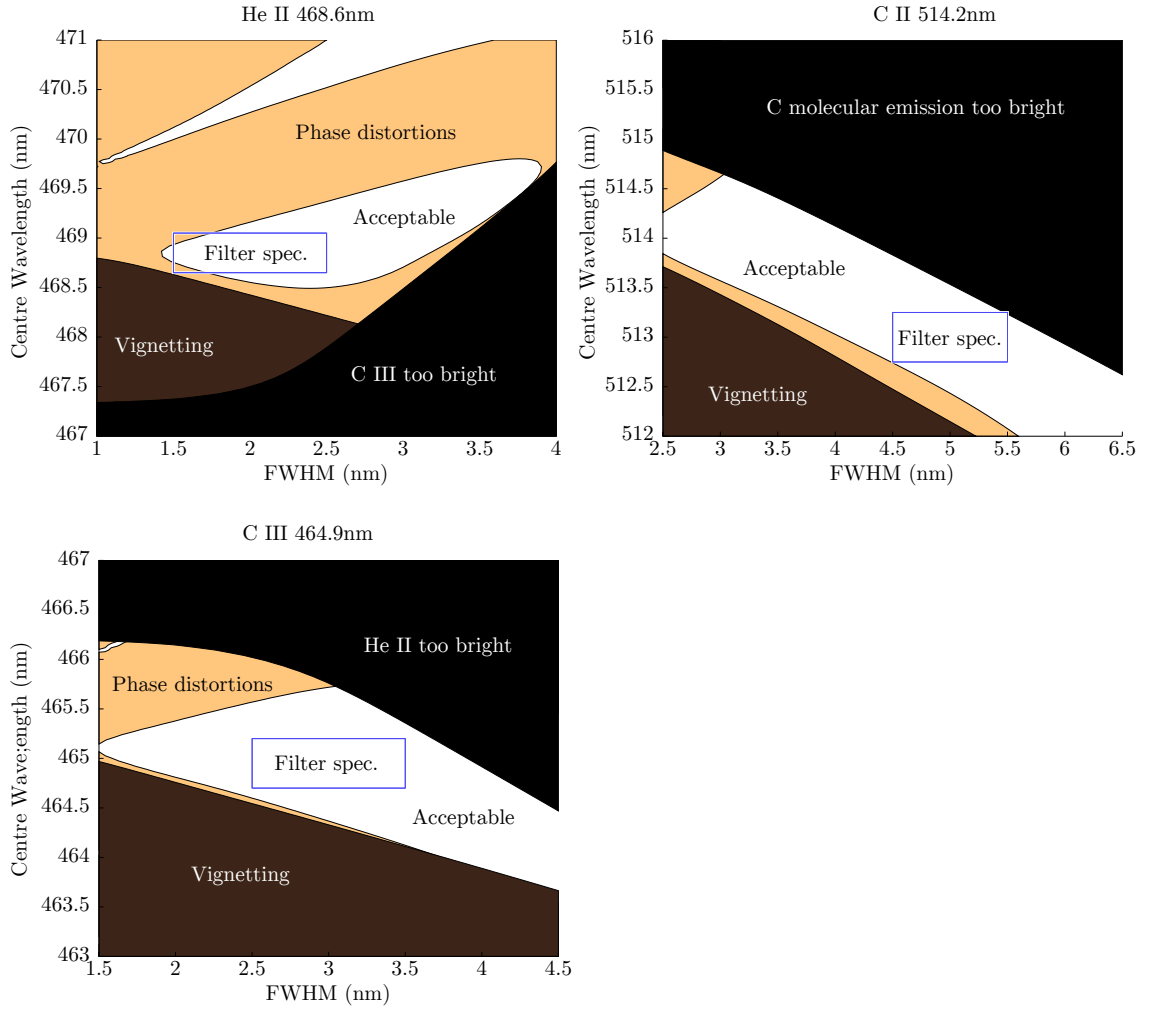 He II 468.6nm
471
470.5
470
469.5
469
468.5
468
467.5
467
Centre Wavelength (nm)
Phase distortions
Acceptable
Filter spec.
Vignetting
C III too bright
1
1.5
2
2.5
3
3.5
4
FWHM (nm)
C II 514.2nm
516
515.5
515
514.5
514
513.5
513
512.5
512
Centre Wavelength (nm)
C molecular emission too bright
Acceptable
Filter spec.
Vignetting
2.5
3
3.5
4
4.5
5
5.5
6
6.5
FWHM (nm)
C III 464.9nm
467
466.5
466
465.5
465
464.5
464
463.5
463
Centre Wave;ength (nm)
He II too bright
Phase distortions
Filter spec.
Acceptable
Vignetting
1.5
2
2.5
3
3.5
4
4.5
FWHM (nm)